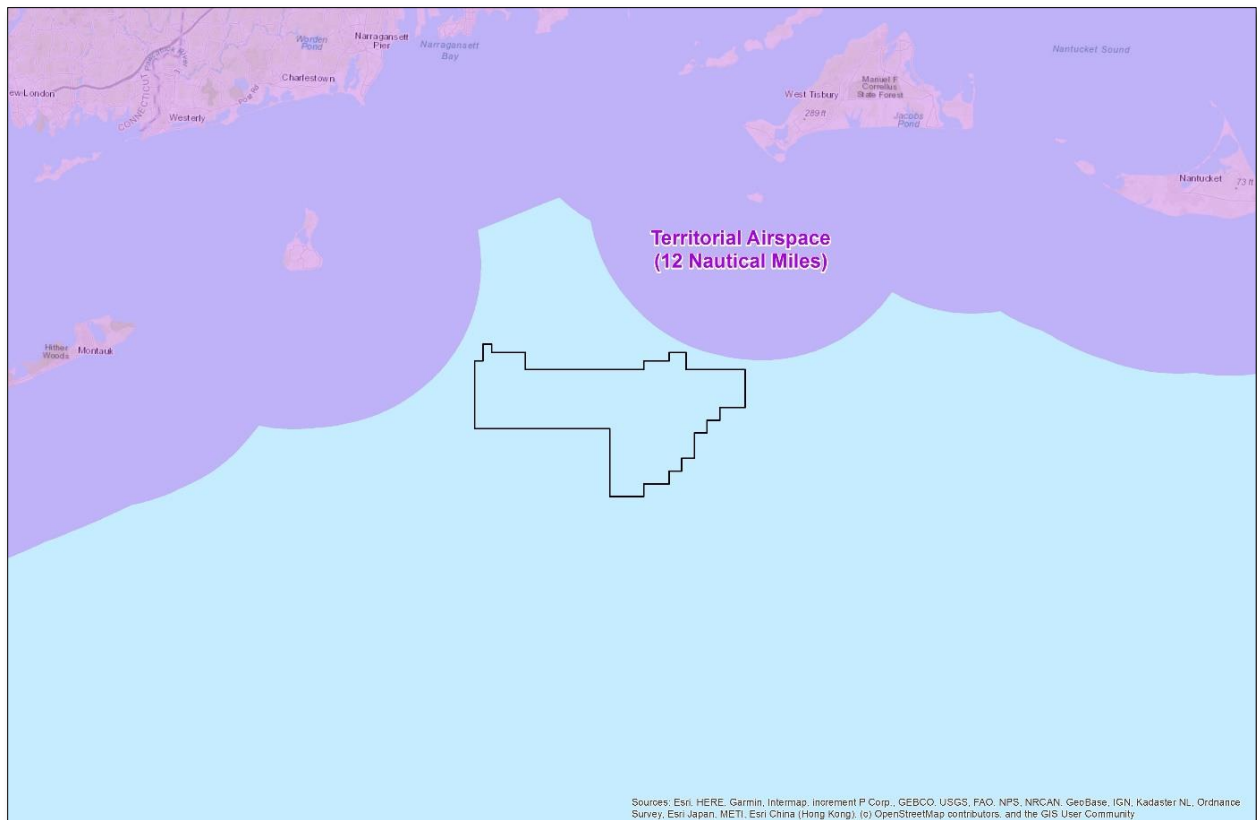 Worden
Pond
Narragansett
Pier
Narragansett
Bay
Nantucket Sound
Charlestown
Manuel F
Correllus
State Forest
West Tisbury
ew London
CONNECTICUT
Westerly
289 ft
Jacobs
Pond
Nantucket
73 ft
Territorial Airspace
(12 Nautical Miles)
Hither
Woods
Montauk
Sources: Esri, HERE, Garmin, Intermap, increment P Corp., GEBCO, USGS, FAO, NPS, NRCAN, GeoBase, IGN, Kadaster NL, Ordnance
Survey, Esri Japan, METI, Esri China (Hong Kong), (c) OpenStreetMap contributors, and the GIS User Community